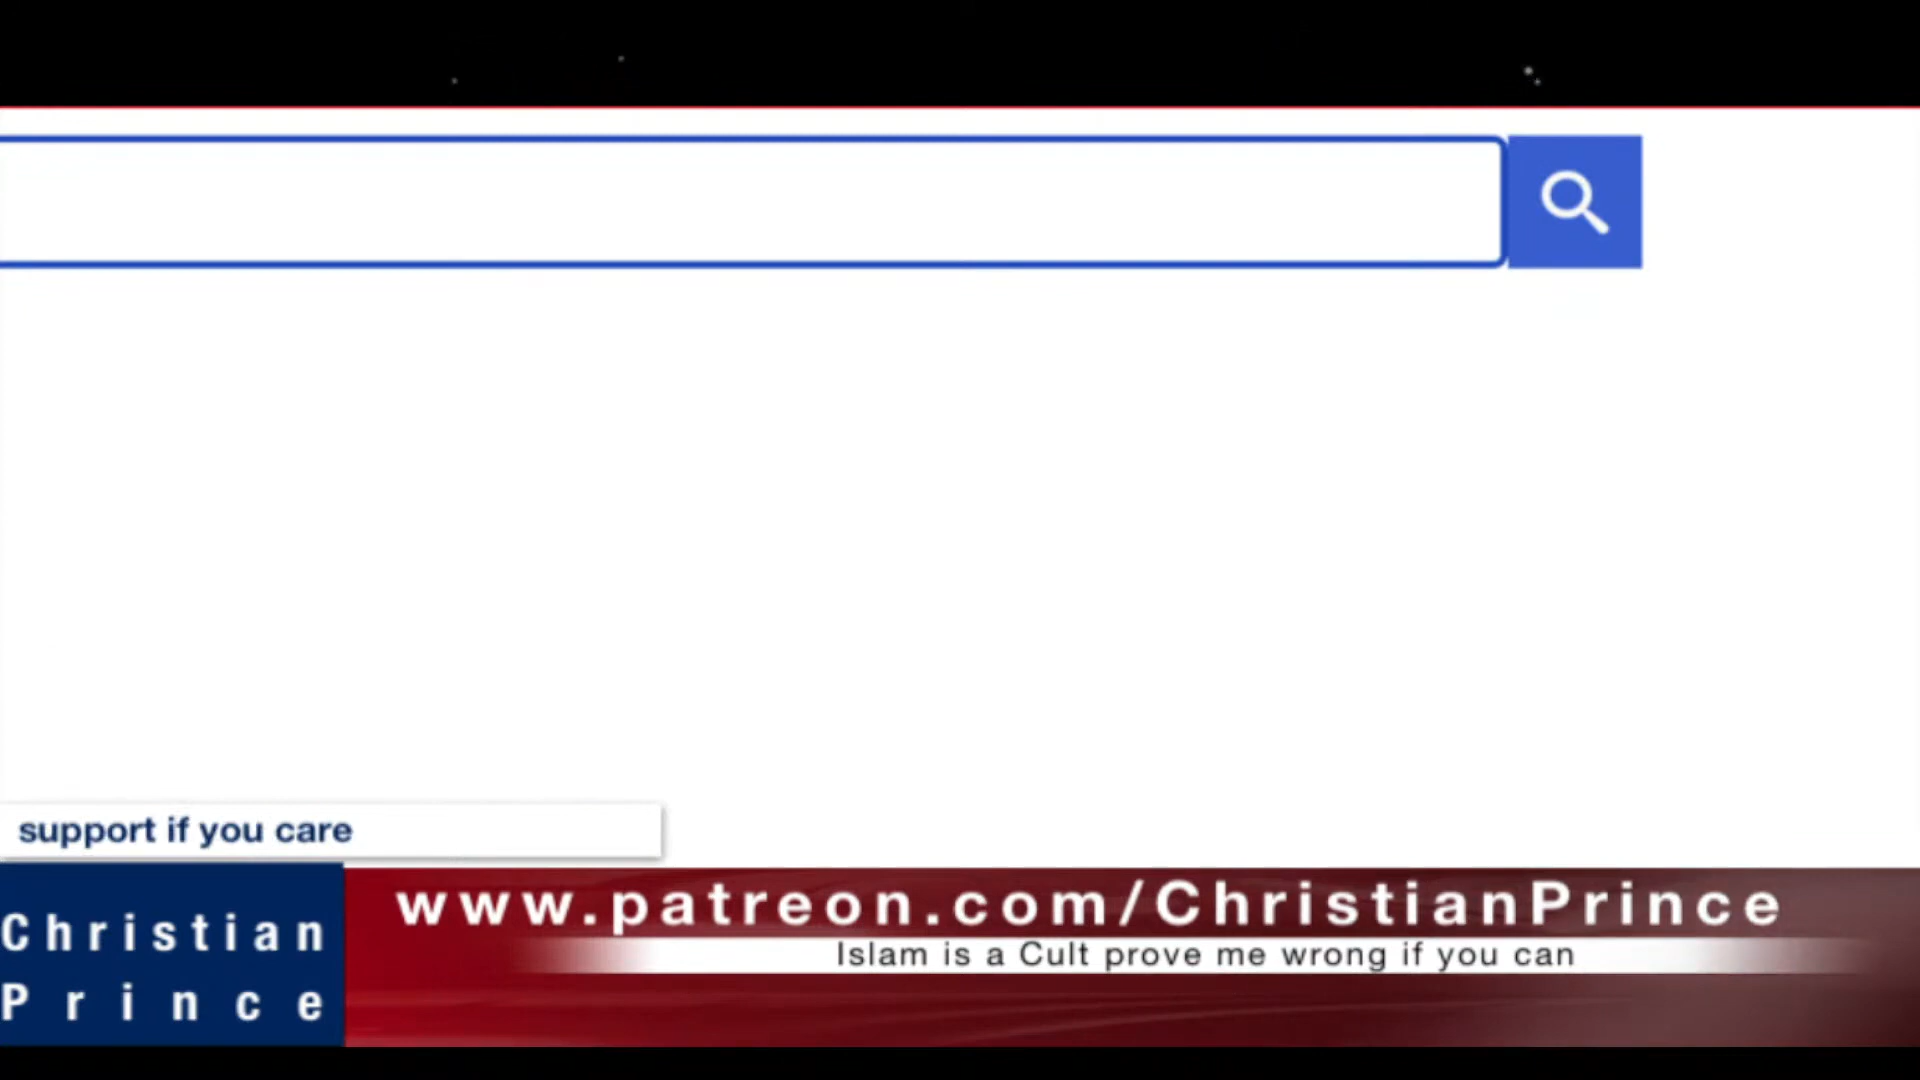 support if you care
Christian
Prince
www.patreon.com/ChristianPrince
Islam is a Cult prove me wrong if you can